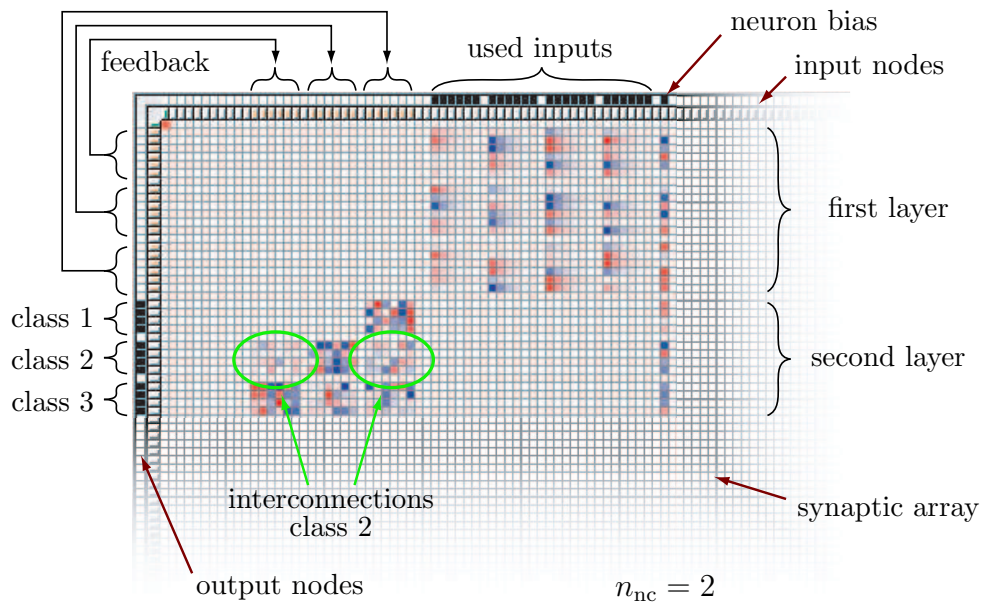 neuron bias
used inputs
feedback
input nodes
first layer
class 1
class 2
second layer
class 3
interconnections
class 2
synaptic array
output nodes
n_nc = 2